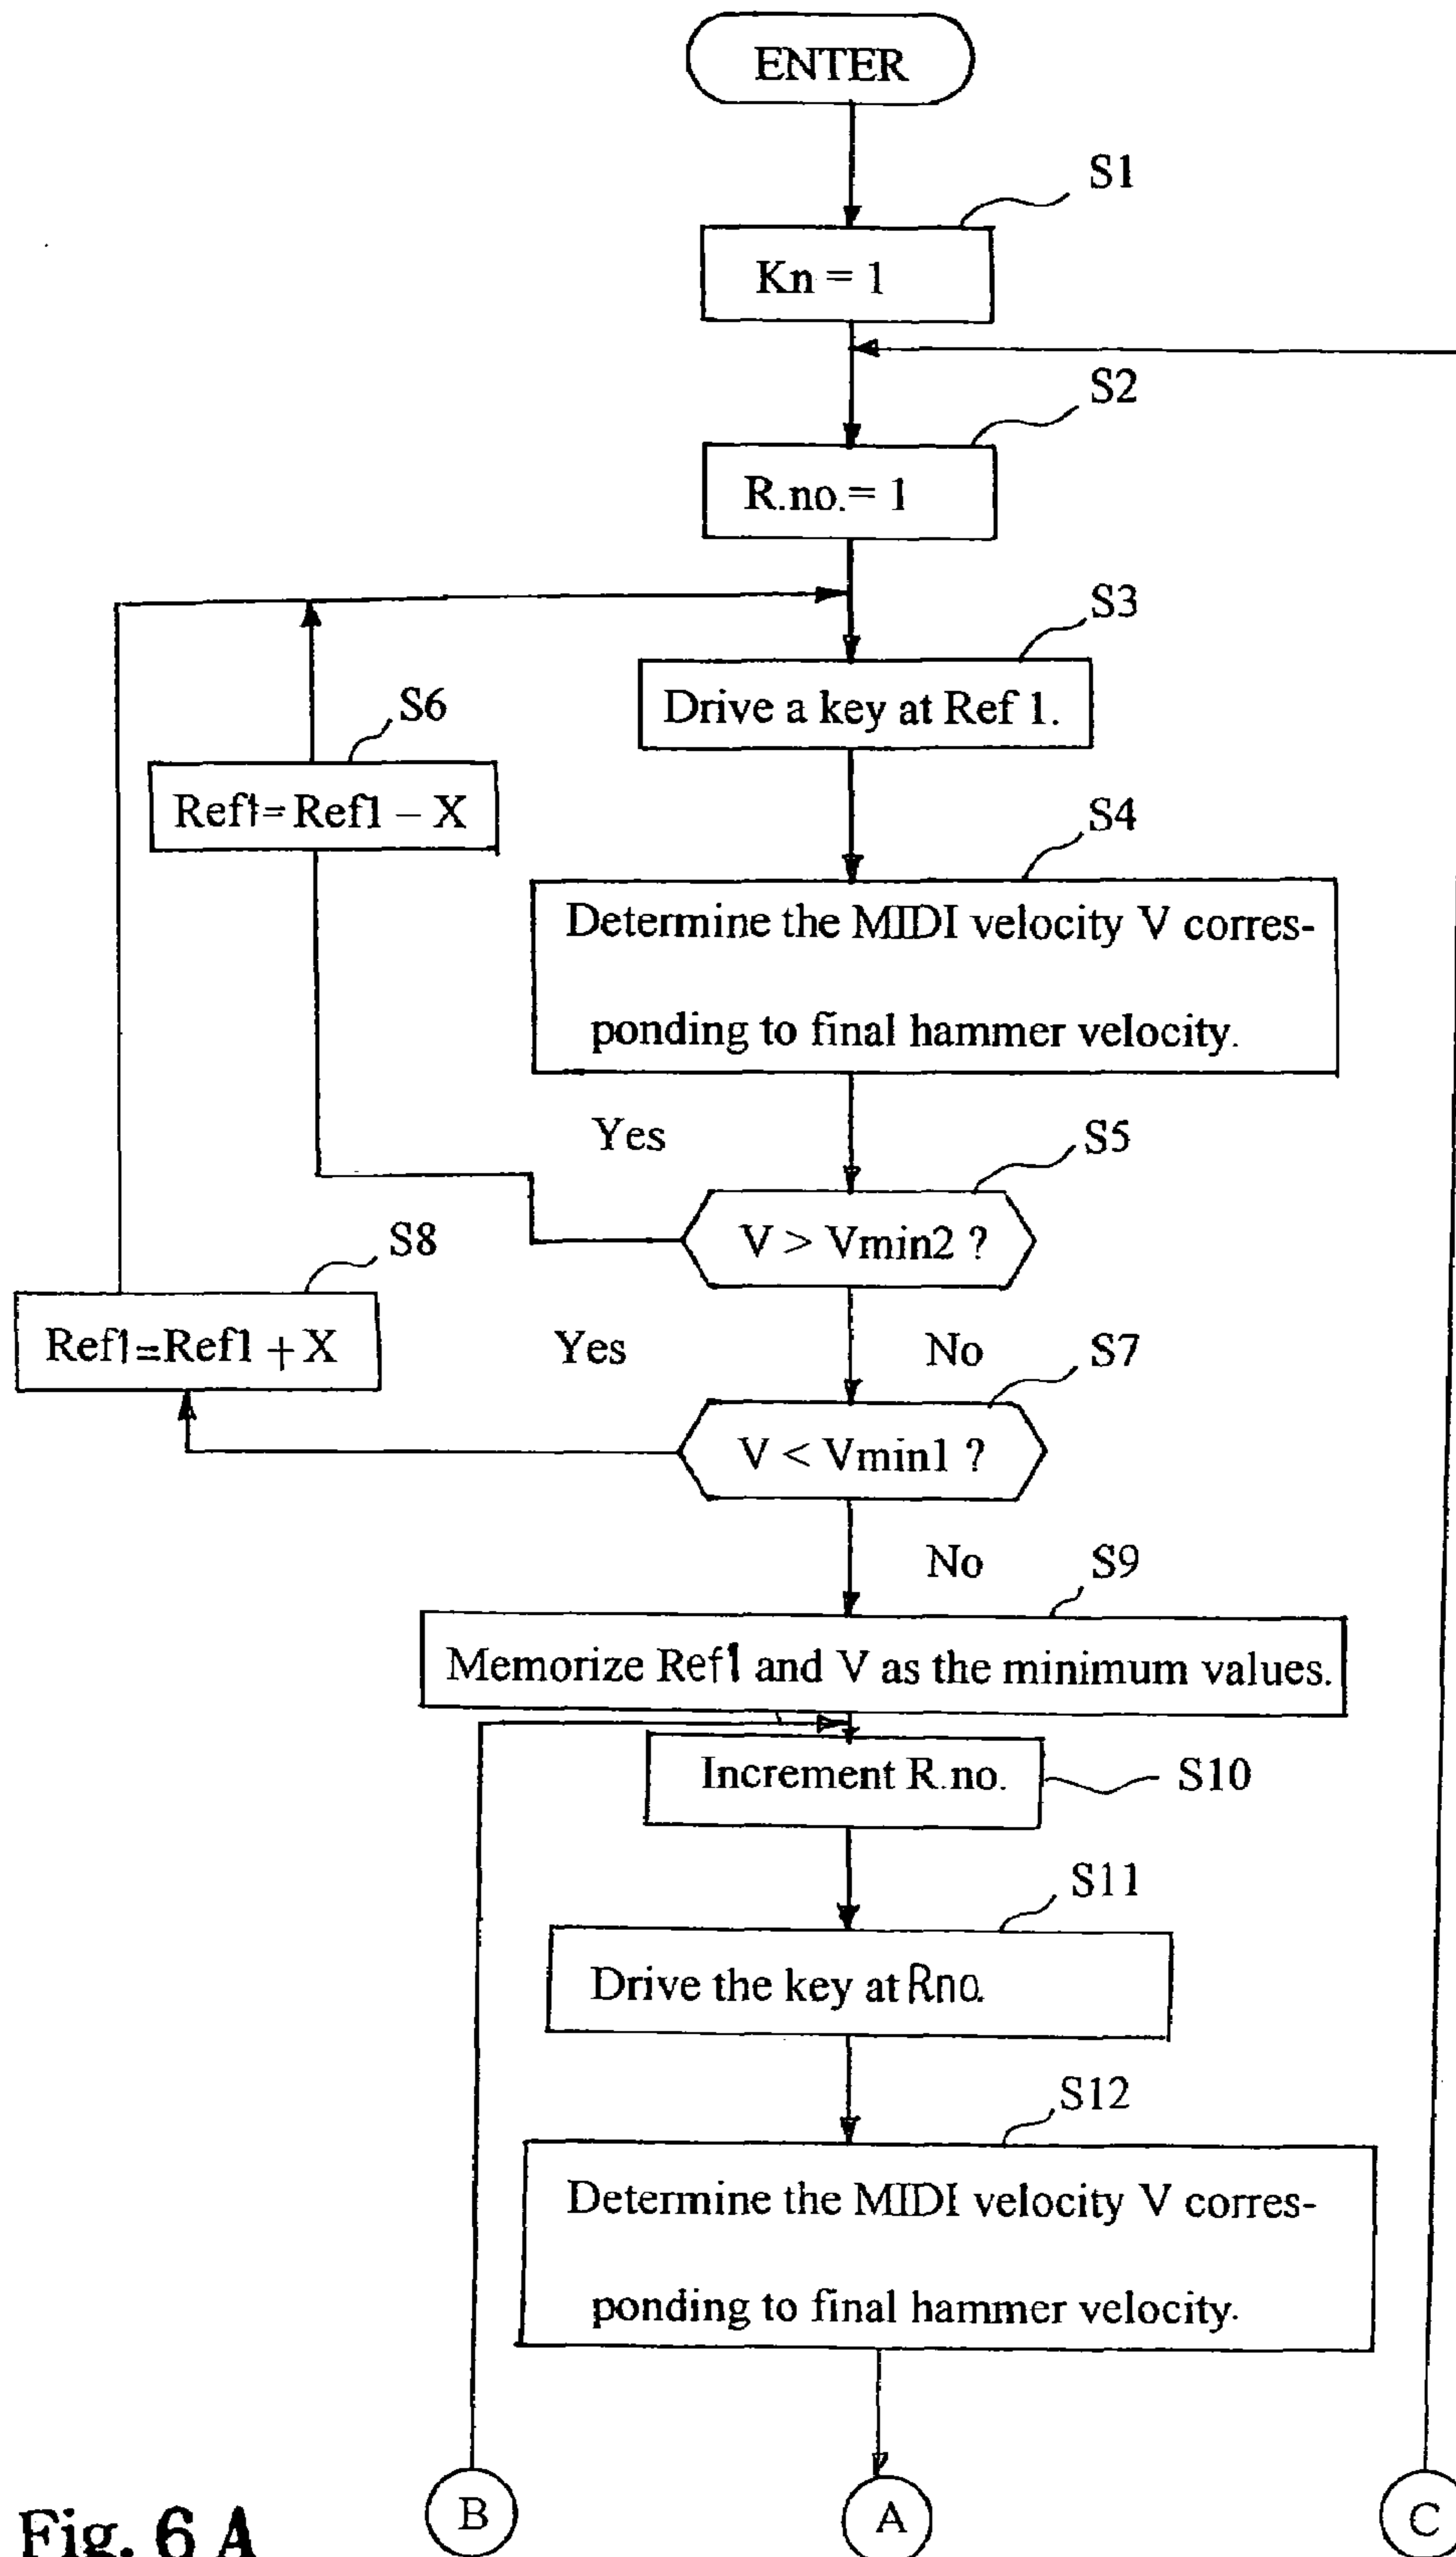 ENTER
S1
Kn = 1
S2
R.no.= 1
S3
Drive a key at Ref 1.
S6
Ref1= Ref1 – X
S4
Determine the MIDI velocity V corres-
ponding to final hammer velocity.
Yes
S5
V > Vmin2 ?
S8
Ref1=Ref1 + X
Yes
No
S7
V < Vmin1 ?
No
S9
Memorize Ref1 and V as the minimum values.
Increment R.no.
S10
S11
Drive the key at Rno.
S12
Determine the MIDI velocity V corres-
ponding to final hammer velocity.
B
A
C
Fig. 6 A